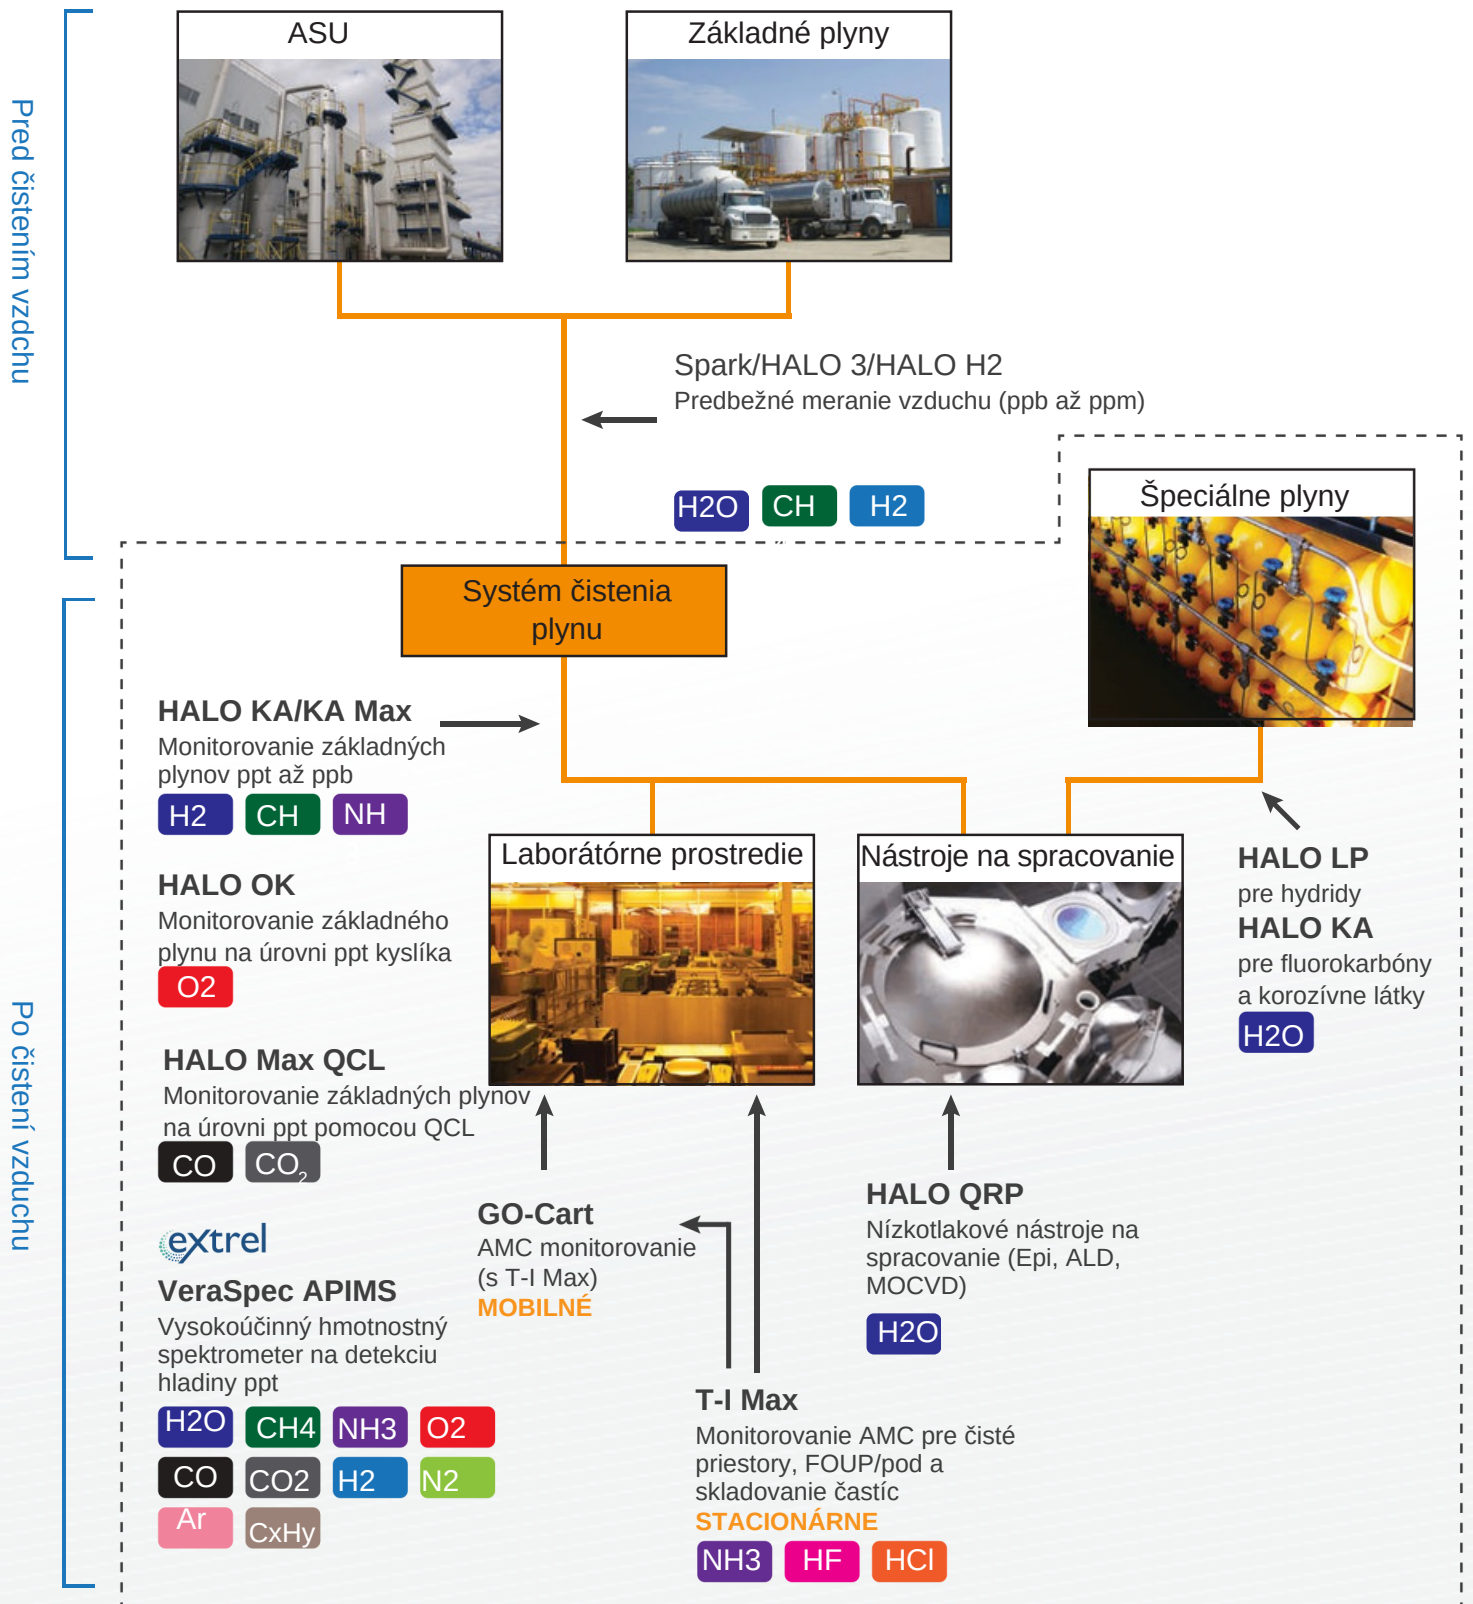 ASU
Základné plyny
Pred čistením vzdchu
Spark/HALO 3/HALO H2
Predbežné meranie vzduchu (ppb až ppm)
H2O CH H2
Špeciálne plyny
Systém čistenia
plynu
Po čistení vzduchu
HALO KA/KA Max
Monitorovanie základných
plynov ppt až ppb
H2 CH NH
HALO OK
Monitorovanie základného
plynu na úrovni ppt kyslíka
O2
HALO Max QCL
Monitorovanie základných plynov
na úrovni ppt pomocou QCL
CO CO2
extrel
VeraSpec APIMS
Vysokoúčinný hmotnostný
spektrometer na detekciu
hladiny ppt
H2O CH4 NH3 O2
CO CO2 H2 N2
Ar CxHy
Laborátórne prostredie
Nástroje na spracovanie
HALO LP
pre hydridy
HALO KA
pre fluorokarbóny
a korozívne látky
H2O
GO-Cart
AMC monitorovanie
(s T-I Max)
MOBILNÉ
HALO QRP
Nízkotlakové nástroje na
spracovanie (Epi, ALD,
MOCVD)
H2O
T-I Max
Monitorovanie AMC pre čisté
priestory, FOUP/pod a
skladovanie častíc
STACIONÁRNE
NH3 HF HCl